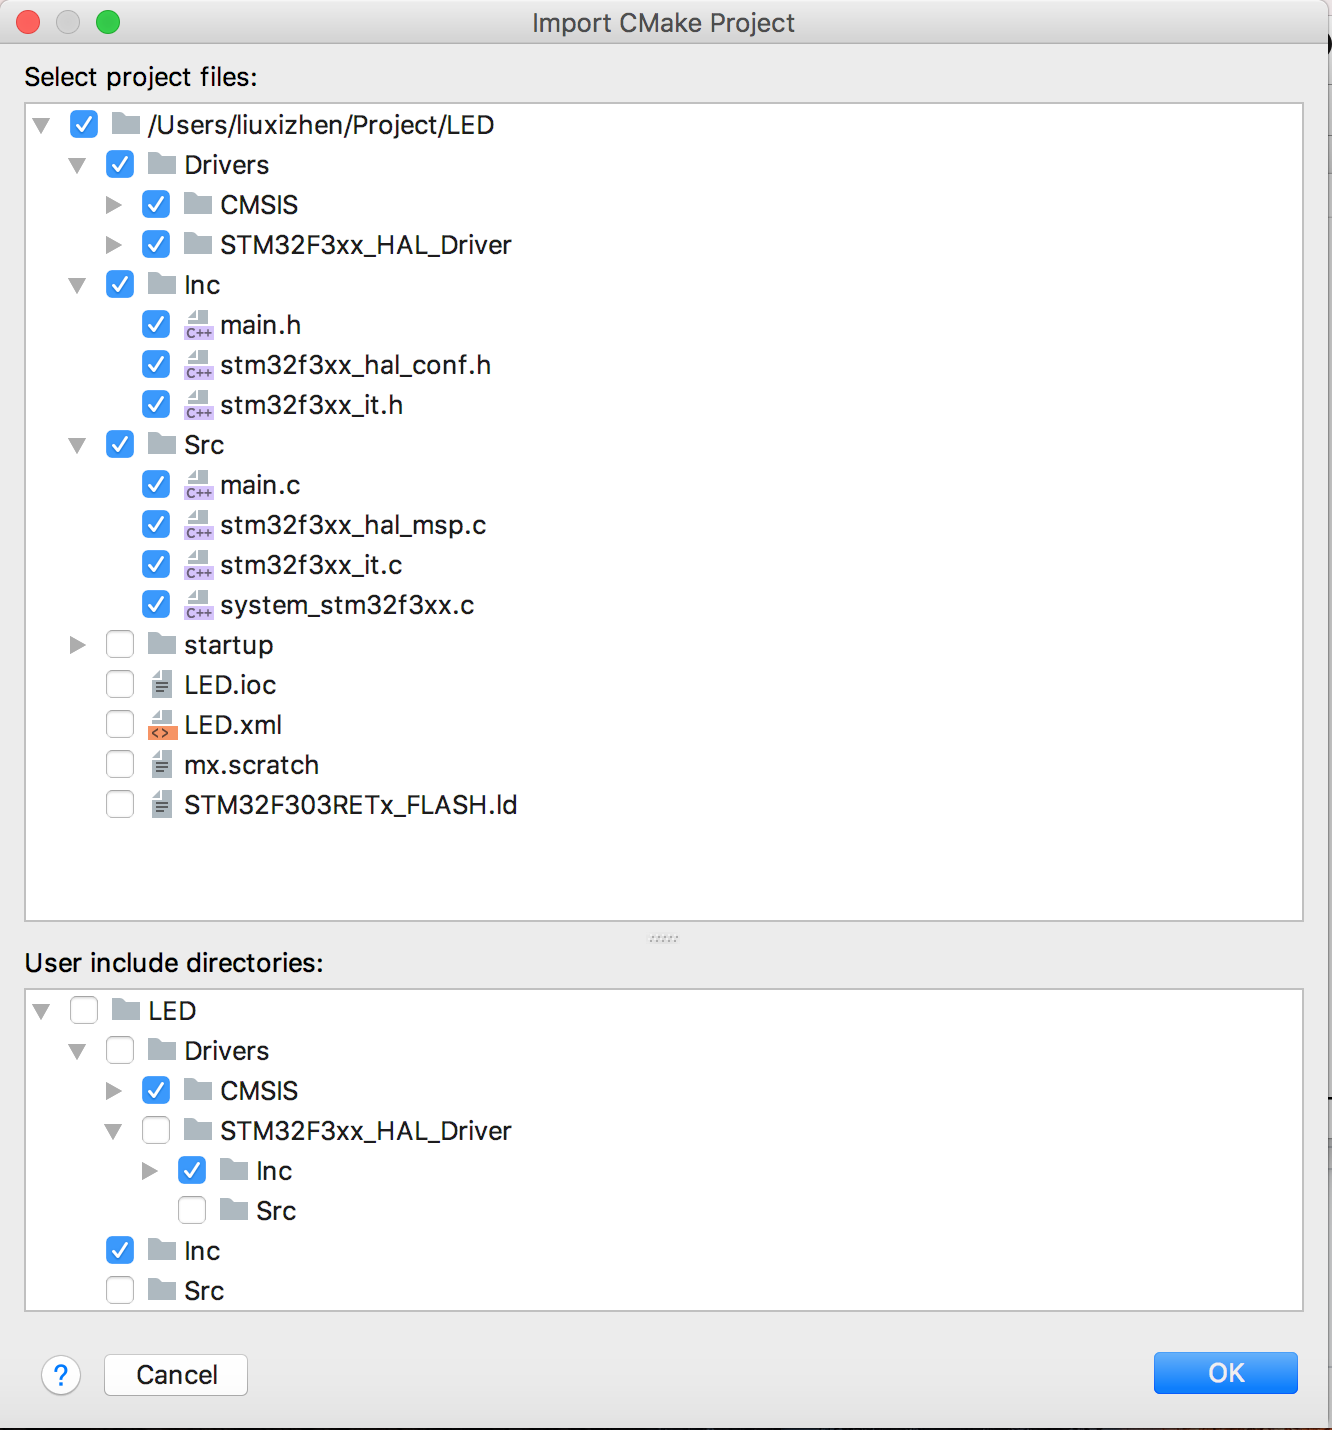 Import CMake Project
Select project files:
/Users/liuxizhen/Project/LED
Drivers
CMSIS
STM32F3xx_HAL_Driver
Inc
C++ main.h
C++ stm32f3xx_hal_conf.h
C++ stm32f3xx_it.h
Src
C++ main.c
C++ stm32f3xx_hal_msp.c
C++ stm32f3xx_it.c
C++ system_stm32f3xx.c
startup
LED.ioc
<> LED.xml
mx.scratch
STM32F303RETx_FLASH.ld
User include directories:
LED
Drivers
CMSIS
STM32F3xx_HAL_Driver
Inc
Src
Inc
Src
? Cancel OK